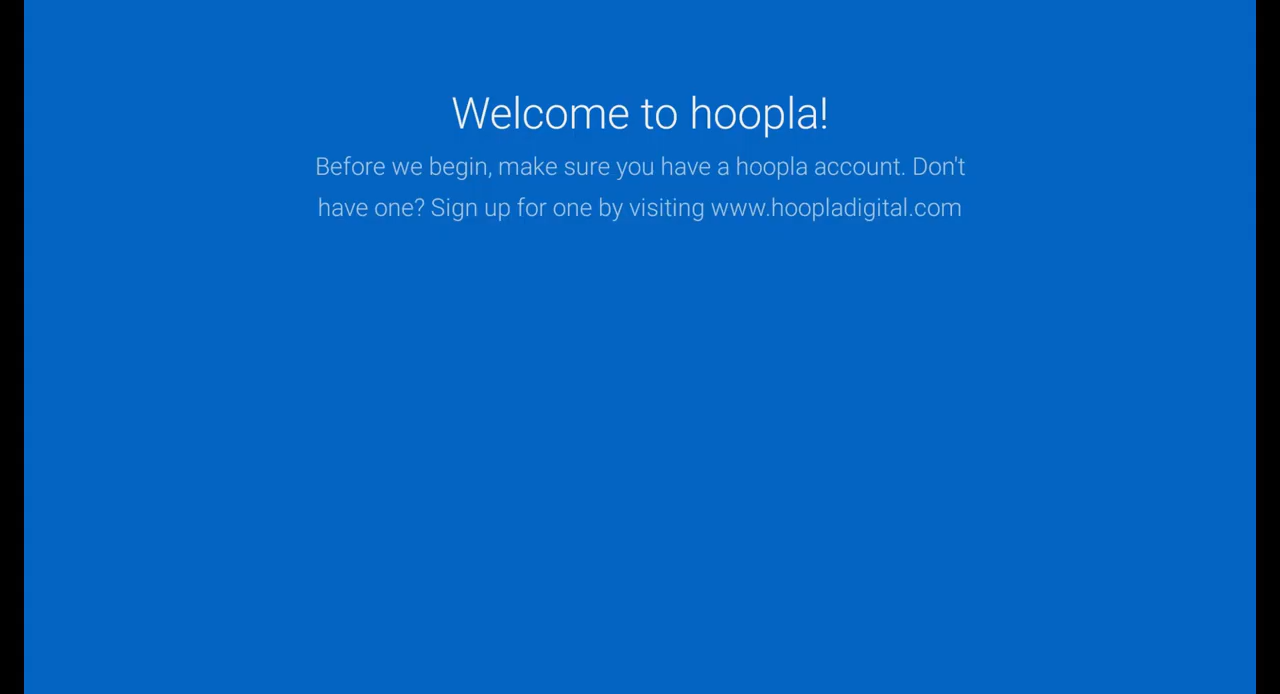 Welcome to hoopla!
Before we begin, make sure you have a hoopla account. Don't
have one? Sign up for one by visiting www.hoopladigital.com